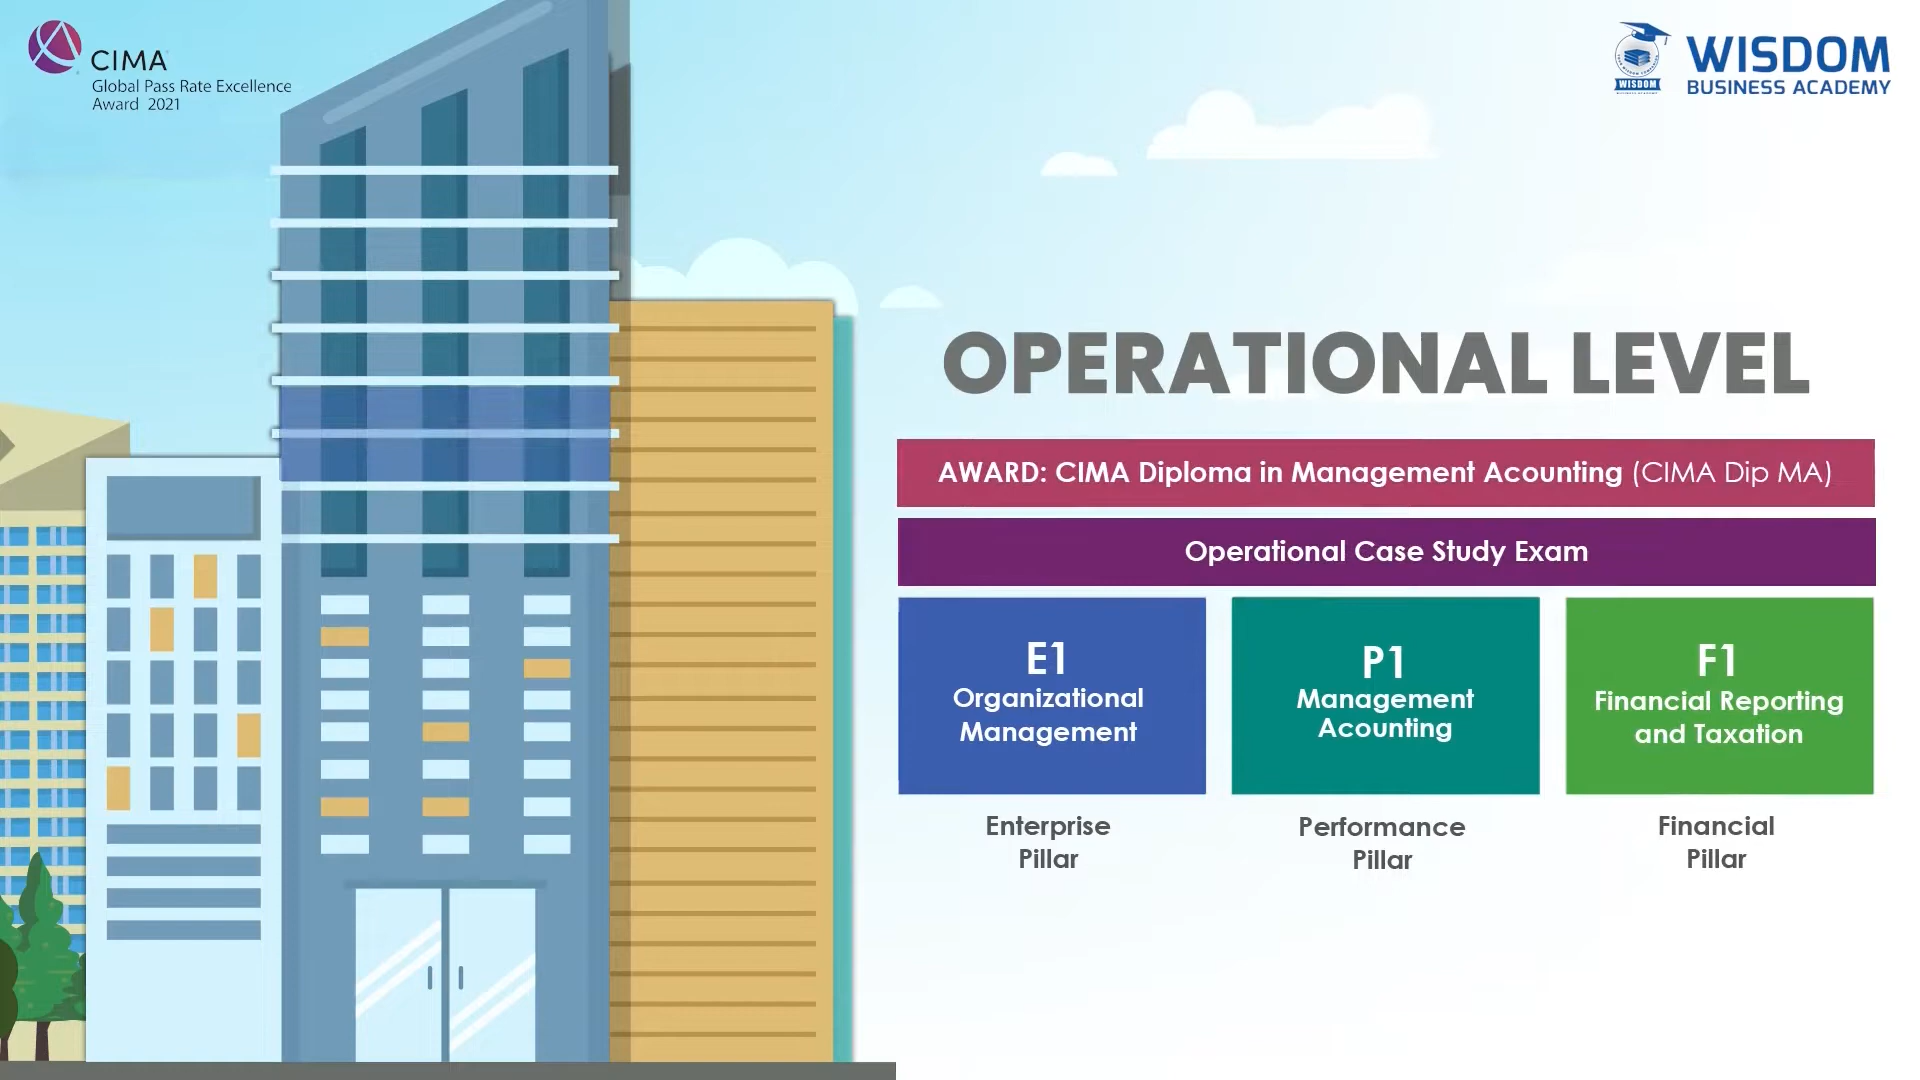 CIMA
Global Pass Rate Excellence
Award 2021
WISDOM
WISDOM
BUSINESS ACADEMY
OPERATIONAL LEVEL
AWARD: CIMA Diploma in Management Acounting (CIMA Dip MA)
Operational Case Study Exam
E1
Organizational
Management
P1
Management
Acounting
F1
Financial Reporting
and Taxation
Enterprise
Pillar
Performance
Pillar
Financial
Pillar